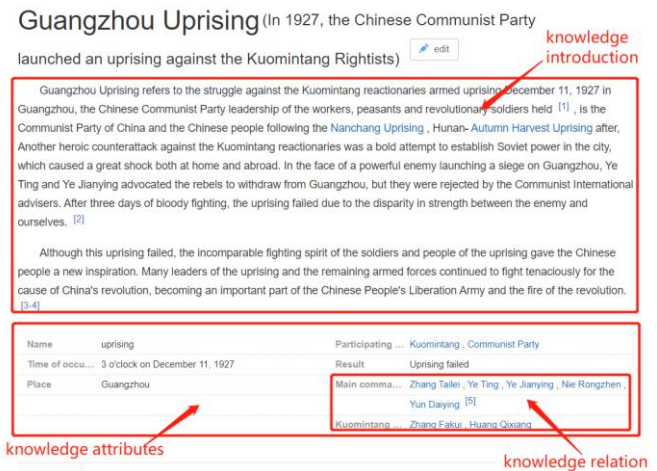 Guangzhou Uprising (In 1927, the Chinese Communist Party
launched an uprising against the Kuomintang Rightists) edit
knowledge
introduction
Guangzhou Uprising refers to the struggle against the Kuomintang reactionaries armed uprising December 11, 1927 in
Guangzhou, the Chinese Communist Party leadership of the workers, peasants and revolutionary soldiers held [1] , is the
Communist Party of China and the Chinese people following the Nanchang Uprising , Hunan- Autumn Harvest Uprising after,
Another heroic counterattack against the Kuomintang reactionaries was a bold attempt to establish Soviet power in the city,
which caused a great shock both at home and abroad. In the face of a powerful enemy launching a siege on Guangzhou, Ye
Ting and Ye Jianying advocated the rebels to withdraw from Guangzhou, but they were rejected by the Communist International
advisers. After three days of bloody fighting, the uprising failed due to the disparity in strength between the enemy and
ourselves. [2]
Although this uprising failed, the incomparable fighting spirit of the soldiers and people of the uprising gave the Chinese
people a new inspiration. Many leaders of the uprising and the remaining armed forces continued to fight tenaciously for the
cause of China's revolution, becoming an important part of the Chinese People's Liberation Army and the fire of the revolution.
[3-4]
Name uprising Participating ... Kuomintang , Communist Party
Time of occu... 3 o'clock on December 11, 1927 Result Uprising failed
Place Guangzhou Main comma... Zhang Tailei , Ye Ting , Ye Jianying , Nie Rongzhen ,
Yun Daiying [5]
Kuomintang ... Zhang Fakui , Huang Qixiang
knowledge attributes
knowledge relation